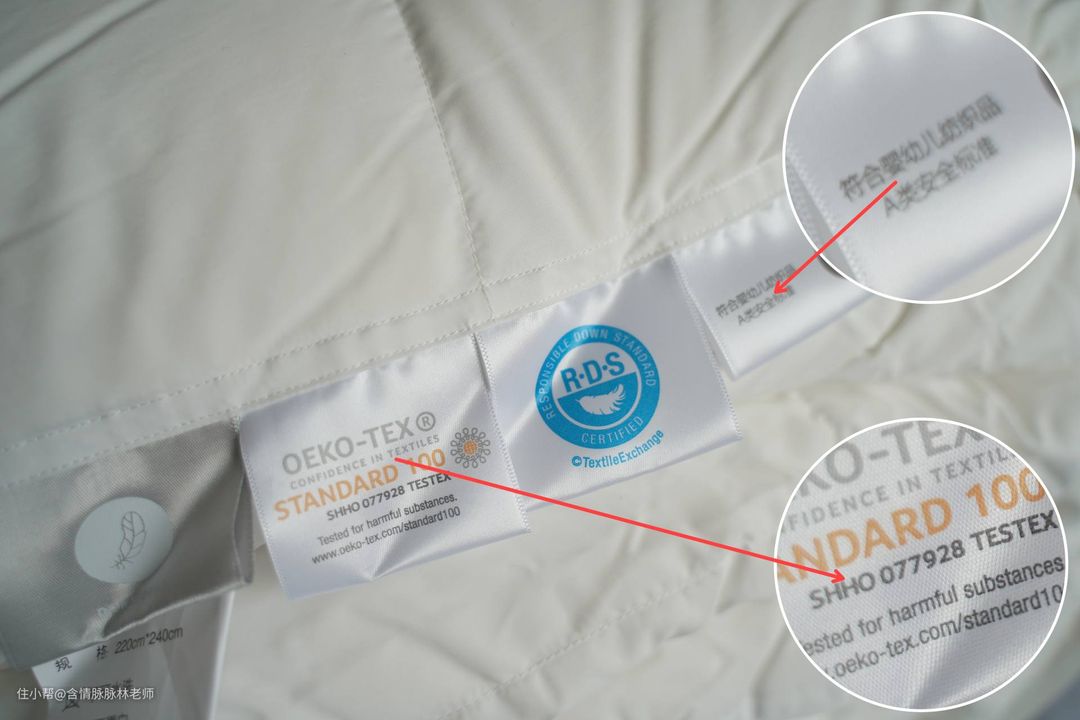 符合婴幼儿纺织品
A类安全标准
符合婴幼儿纺织品
A类安全标准
RESPONSIBLE DOWN STANDARD
R·D·S
CERTIFIED
©TextileExchange
OEKO-TEX®
CONFIDENCE IN TEXTILES
STANDARD 100
SHHO 077928 TESTEX
Tested for harmful substances.
www.oeko-tex.com/standard100
KO-TEX
FIDENCE IN TEXTIL
ANDARD 100
SHHO 077928 TESTEX
ested for harmful substances
.oeko-tex.com/standard10
规 格 220cm*240cm
住小帮@含情脉脉林老师